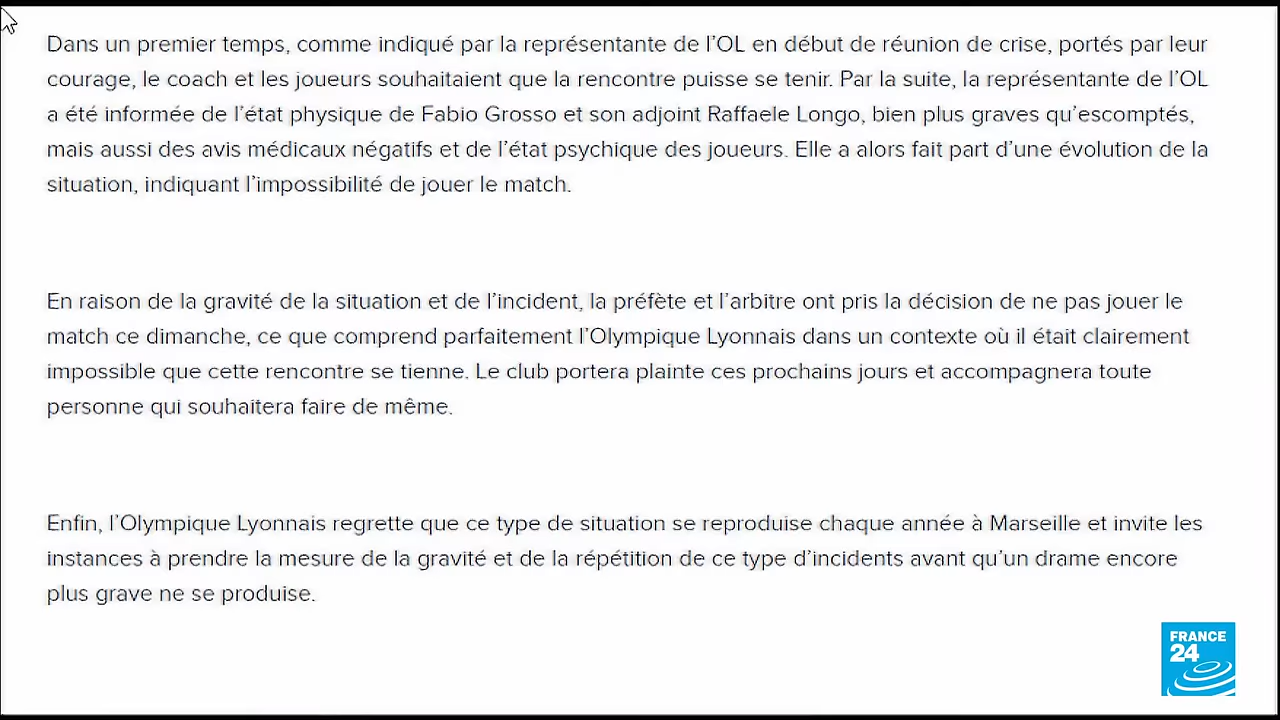 Dans un premier temps, comme indiqué par la représentante de l’OL en début de réunion de crise, portés par leur
courage, le coach et les joueurs souhaitaient que la rencontre puisse se tenir. Par la suite, la représentante de l’OL
a été informée de l’état physique de Fabio Grosso et son adjoint Raffaele Longo, bien plus graves qu’escomptés,
mais aussi des avis médicaux négatifs et de l’état psychique des joueurs. Elle a alors fait part d’une évolution de la
situation, indiquant l’impossibilité de jouer le match.
En raison de la gravité de la situation et de l’incident, la préfète et l’arbitre ont pris la décision de ne pas jouer le
match ce dimanche, ce que comprend parfaitement l’Olympique Lyonnais dans un contexte où il était clairement
impossible que cette rencontre se tienne. Le club portera plainte ces prochains jours et accompagnera toute
personne qui souhaitera faire de même.
Enfin, l’Olympique Lyonnais regrette que ce type de situation se reproduise chaque année à Marseille et invite les
instances à prendre la mesure de la gravité et de la répétition de ce type d’incidents avant qu’un drame encore
plus grave ne se produise.
FRANCE
24